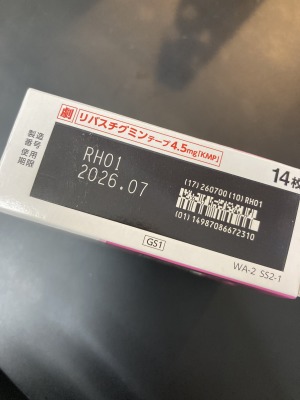 劇 リバスチグミンテープ4.5mg「KMP」
製造番号
使用期限
RH01
2026.07
14枚
(17) 260700 (10) RH01
(01) 14987086672310
GS1
WA-2 SS2-1